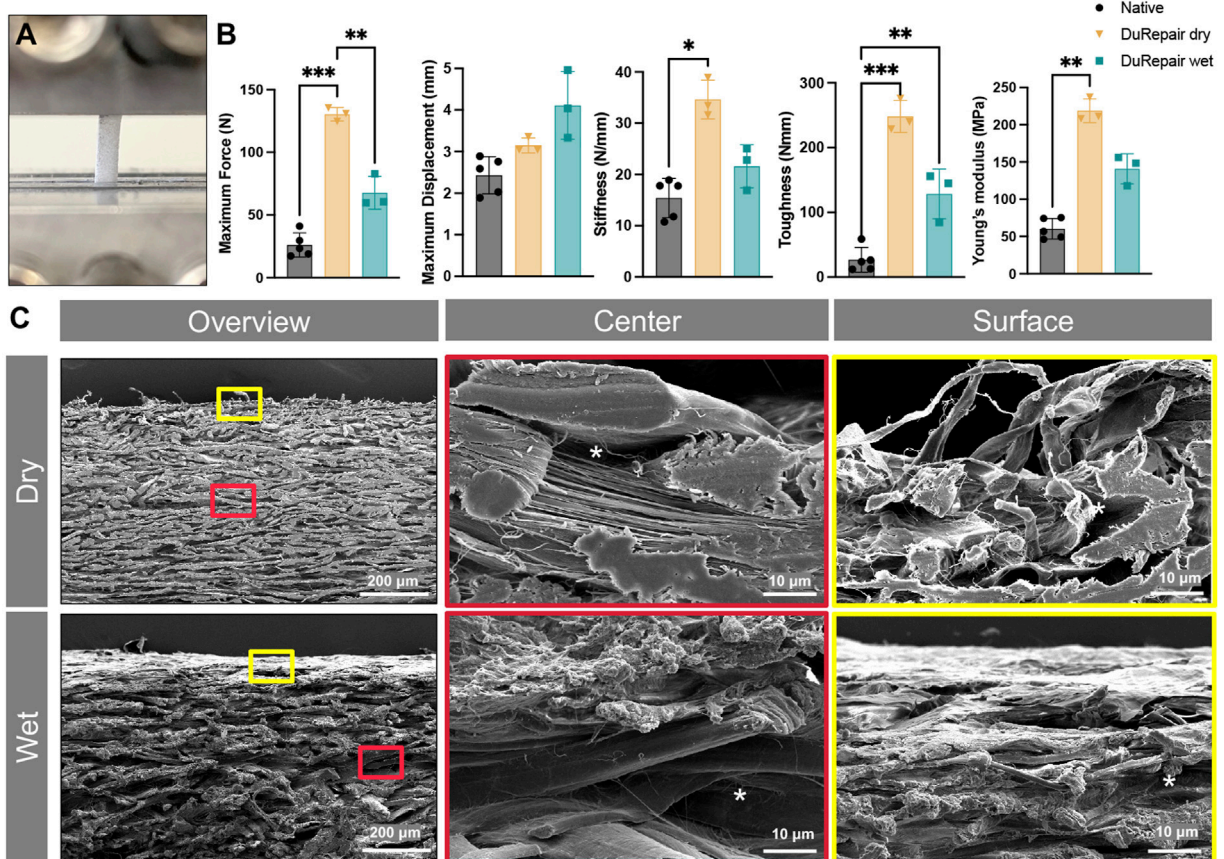 A
B
Native
DuRepair dry
DuRepair wet
Maximum Force (N)
150
100
50
0
***
**
Maximum Displacement (mm)
6
5
4
3
2
1
0
Stiffness (N/mm)
40
30
20
10
0
*
Toughness (Nmm)
300
200
100
0
**
***
Young's modulus (MPa)
250
200
150
100
50
0
**
C
Overview
Center
Surface
Dry
200 µm
*
10 µm
*
10 µm
Wet
200 µm
*
10 µm
*
10 µm